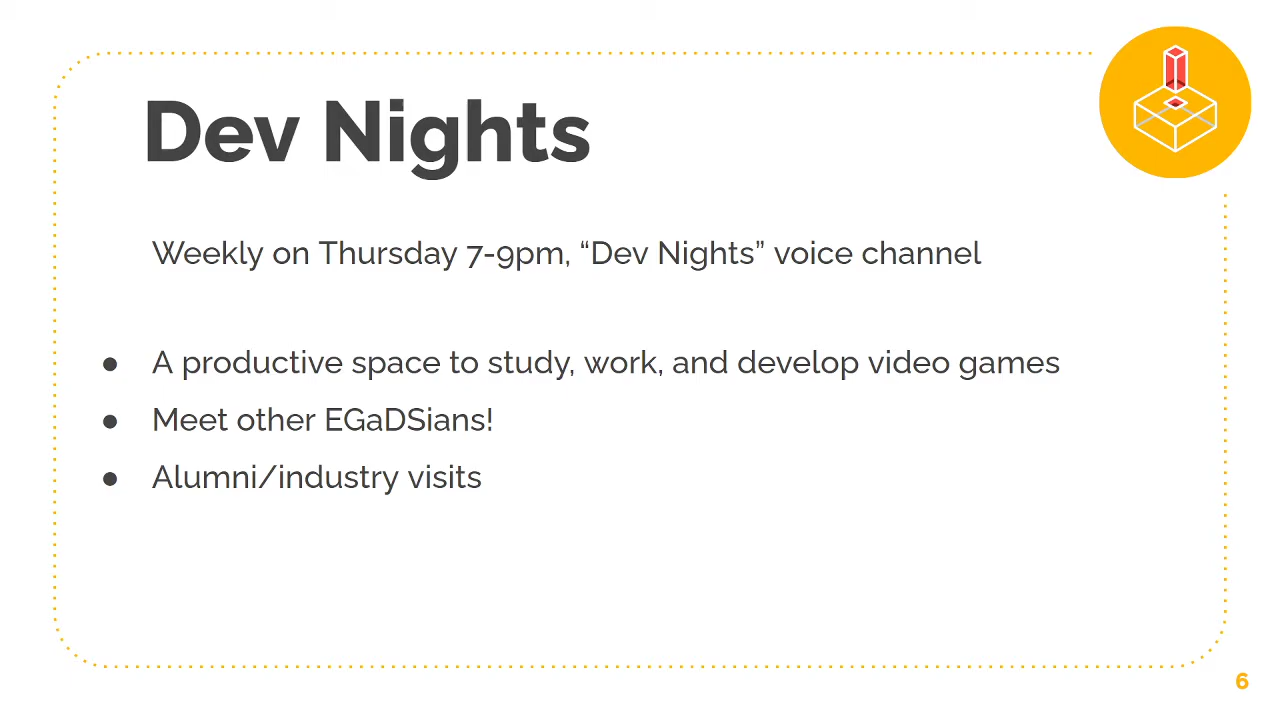 Dev Nights
Weekly on Thursday 7-9pm, “Dev Nights” voice channel
● A productive space to study, work, and develop video games
● Meet other EGaDSians!
● Alumni/industry visits
6